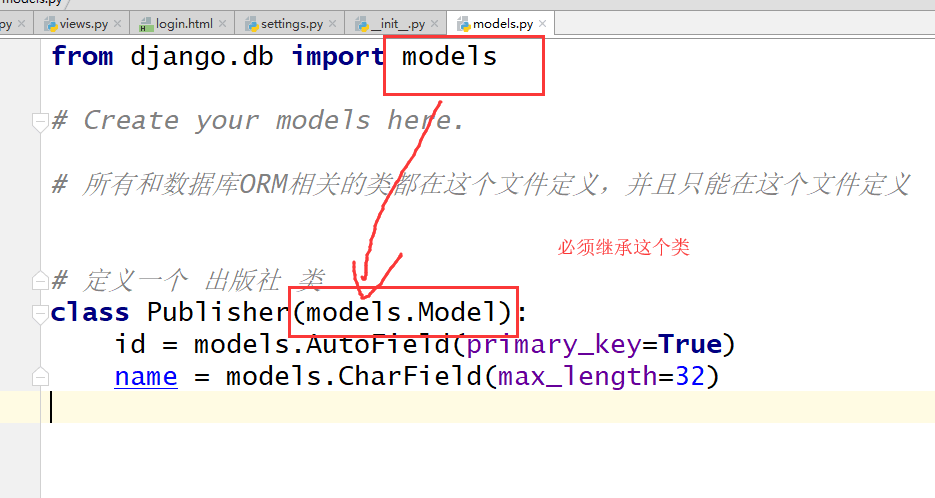 models.py
py
views.py
login.html
settings.py
__init__.py
models.py
from django.db import models
# Create your models here.
# 所有和数据库ORM相关的类都在这个文件定义，并且只能在这个文件定义
必须继承这个类
# 定义一个 出版社 类
class Publisher(models.Model):
id = models.AutoField(primary_key=True)
name = models.CharField(max_length=32)